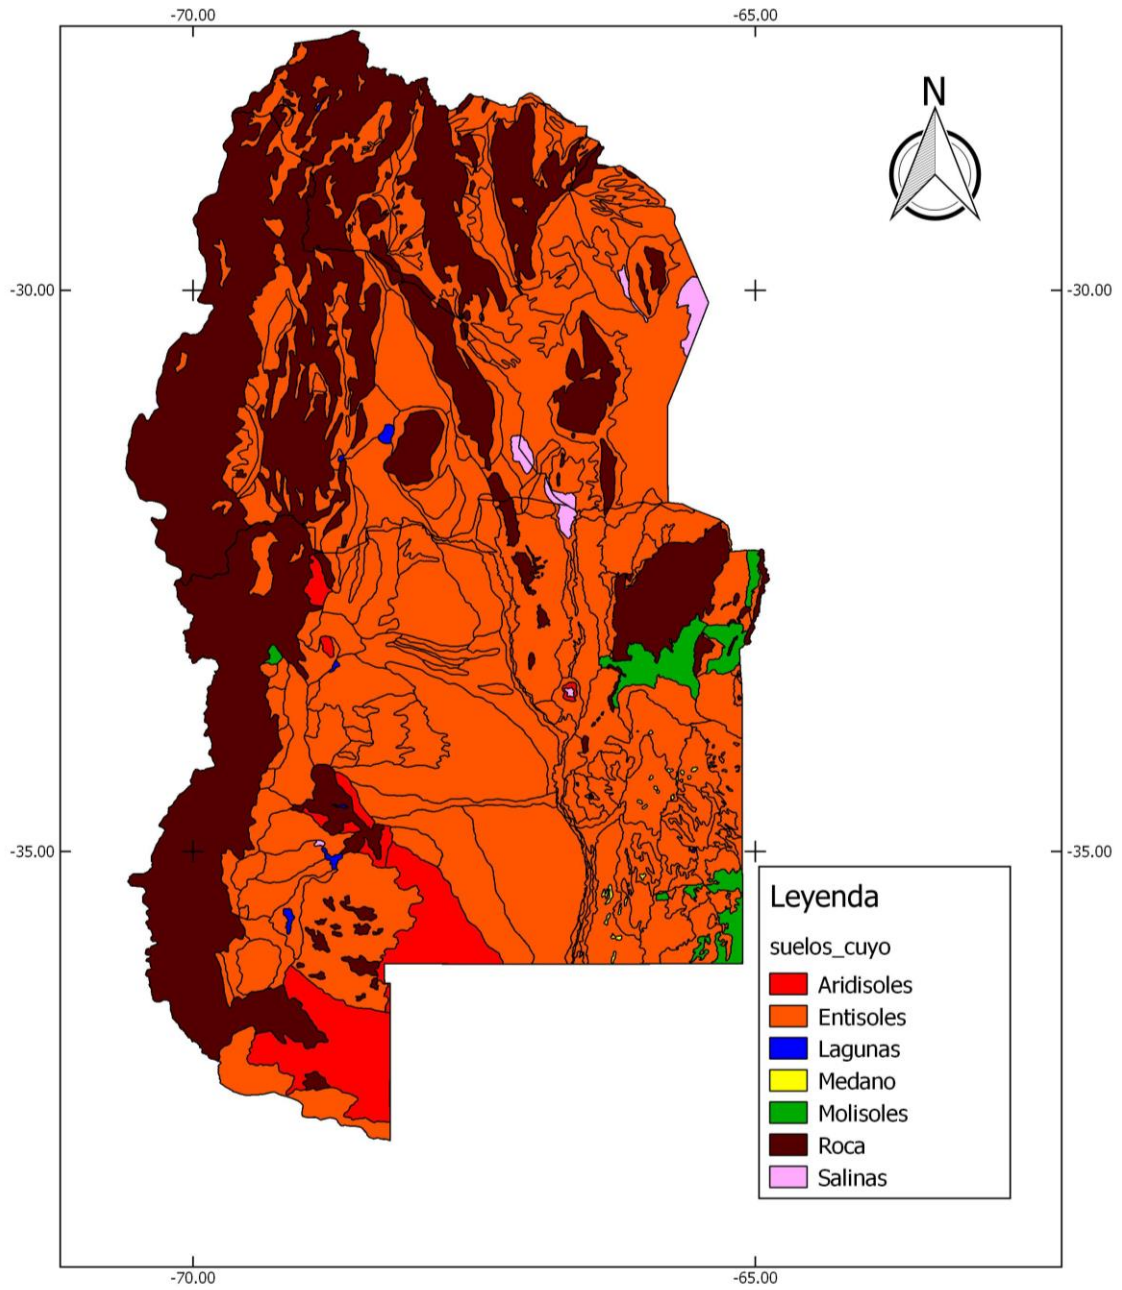 -70.00 -65.00
N
-30.00 -30.00
-35.00 -35.00
Leyenda
suelos_cuyo
Aridisoles
Entisoles
Lagunas
Medano
Molisoles
Roca
Salinas
-70.00 -65.00